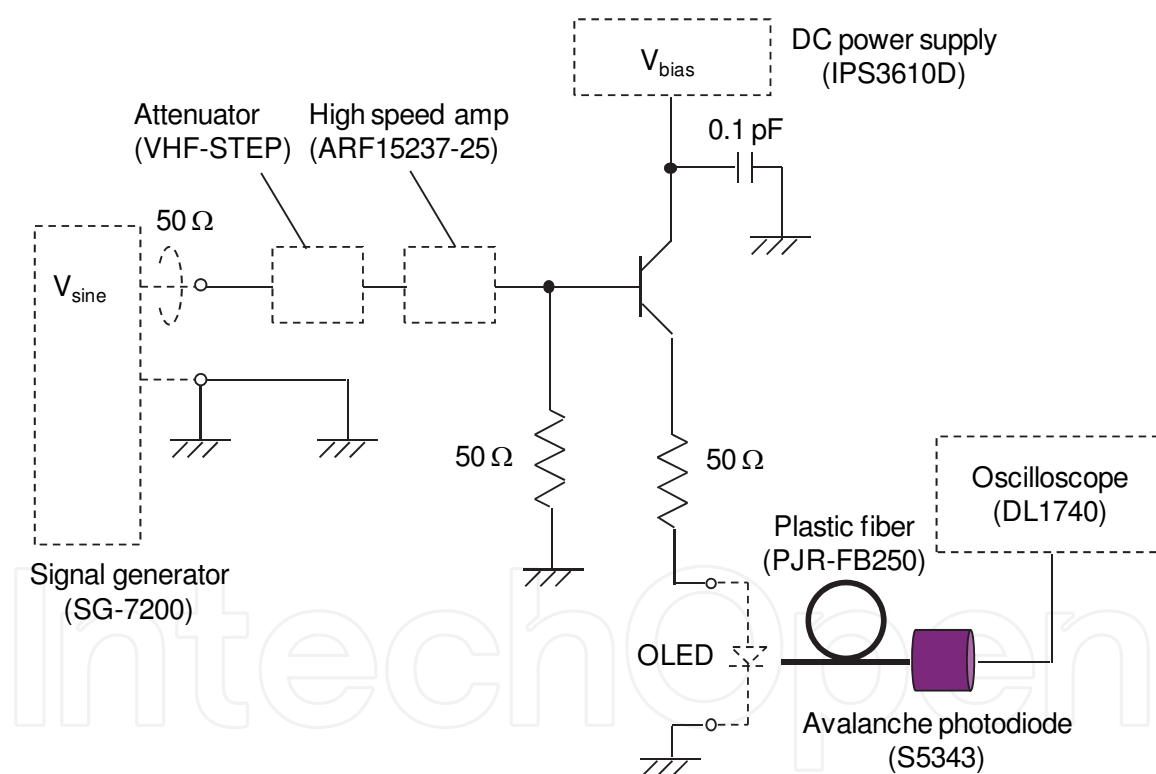 DC power supply
(IPS3610D)
V_bias
Attenuator
(VHF-STEP)
High speed amp
(ARF15237-25)
0.1 pF
50 Ω
V_sine
50 Ω
50 Ω
Oscilloscope
(DL1740)
Plastic fiber
(PJR-FB250)
Signal generator
(SG-7200)
OLED
Avalanche photodiode
(S5343)
IntechOpen